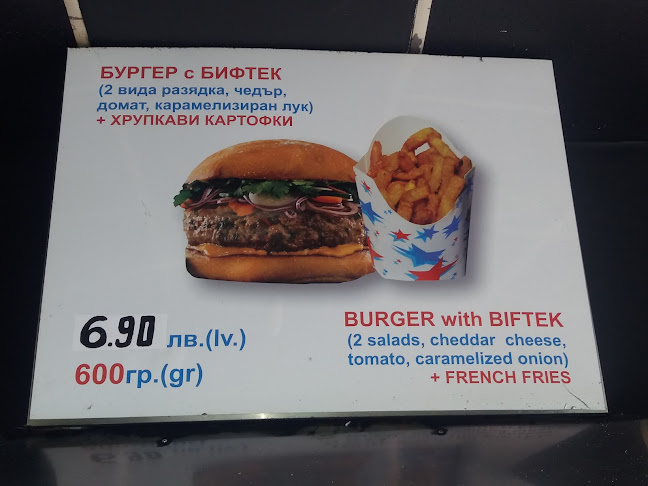 БУРГЕР с БИФТЕК
(2 вида разядка, чедър,
домат, карамелизиран лук)
+ ХРУПКАВИ КАРТОФКИ
6.90 лв.(lv.)
600гр.(gr)
BURGER with BIFTEK
(2 salads, cheddar cheese,
tomato, caramelized onion)
+ FRENCH FRIES